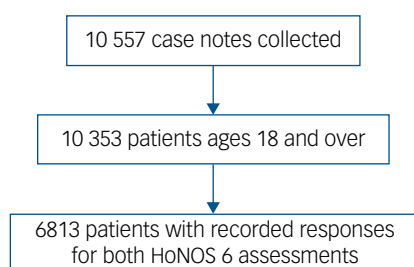 10 557 case notes collected
10 353 patients ages 18 and over
6813 patients with recorded responses
for both HoNOS 6 assessments